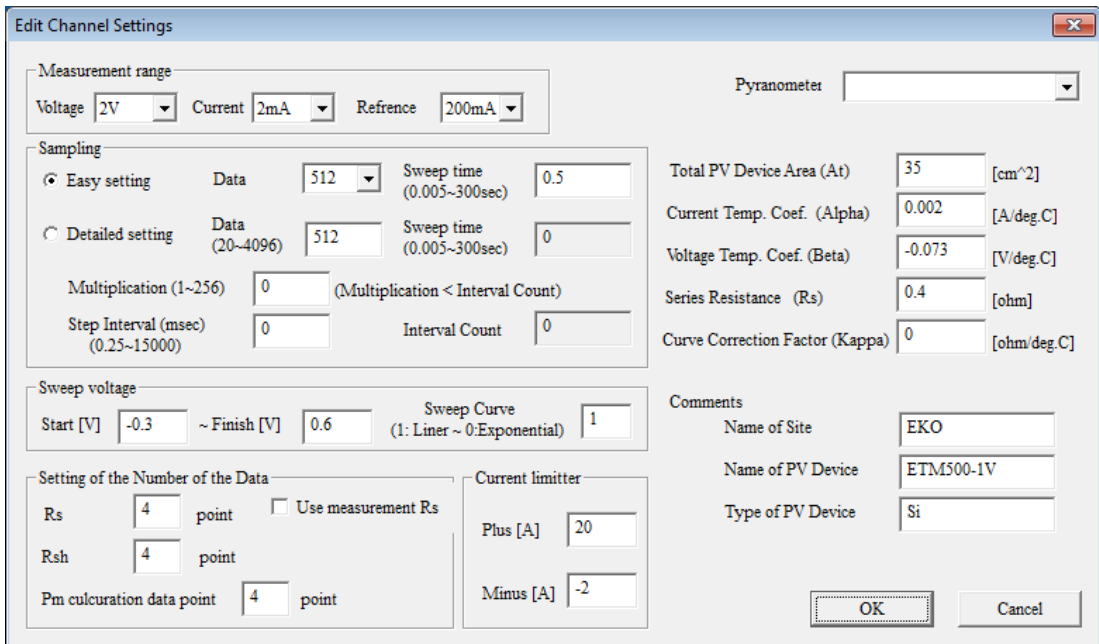 Edit Channel Settings
Measurement range
Voltage 2V Current 2mA Refrence 200mA
Pyranometer
Sampling
Easy setting Data 512 Sweep time (0.005~300sec) 0.5
Detailed setting Data (20~4096) 512 Sweep time (0.005~300sec) 0
Multiplication (1~256) 0 (Multiplication < Interval Count)
Step Interval (msec) (0.25~15000) 0 Interval Count 0
Total PV Device Area (At) 35 [cm^2]
Current Temp. Coef. (Alpha) 0.002 [A/deg.C]
Voltage Temp. Coef. (Beta) -0.073 [V/deg.C]
Series Resistance (Rs) 0.4 [ohm]
Curve Correction Factor (Kappa) 0 [ohm/deg.C]
Sweep voltage
Start [V] -0.3 ~ Finish [V] 0.6 Sweep Curve (1: Liner ~ 0:Exponential) 1
Comments
Name of Site EKO
Name of PV Device ETM500-1V
Type of PV Device Si
Setting of the Number of the Data
Rs 4 point Use measurement Rs
Rsh 4 point
Pm culcuration data point 4 point
Current limitter
Plus [A] 20
Minus [A] -2
OK Cancel